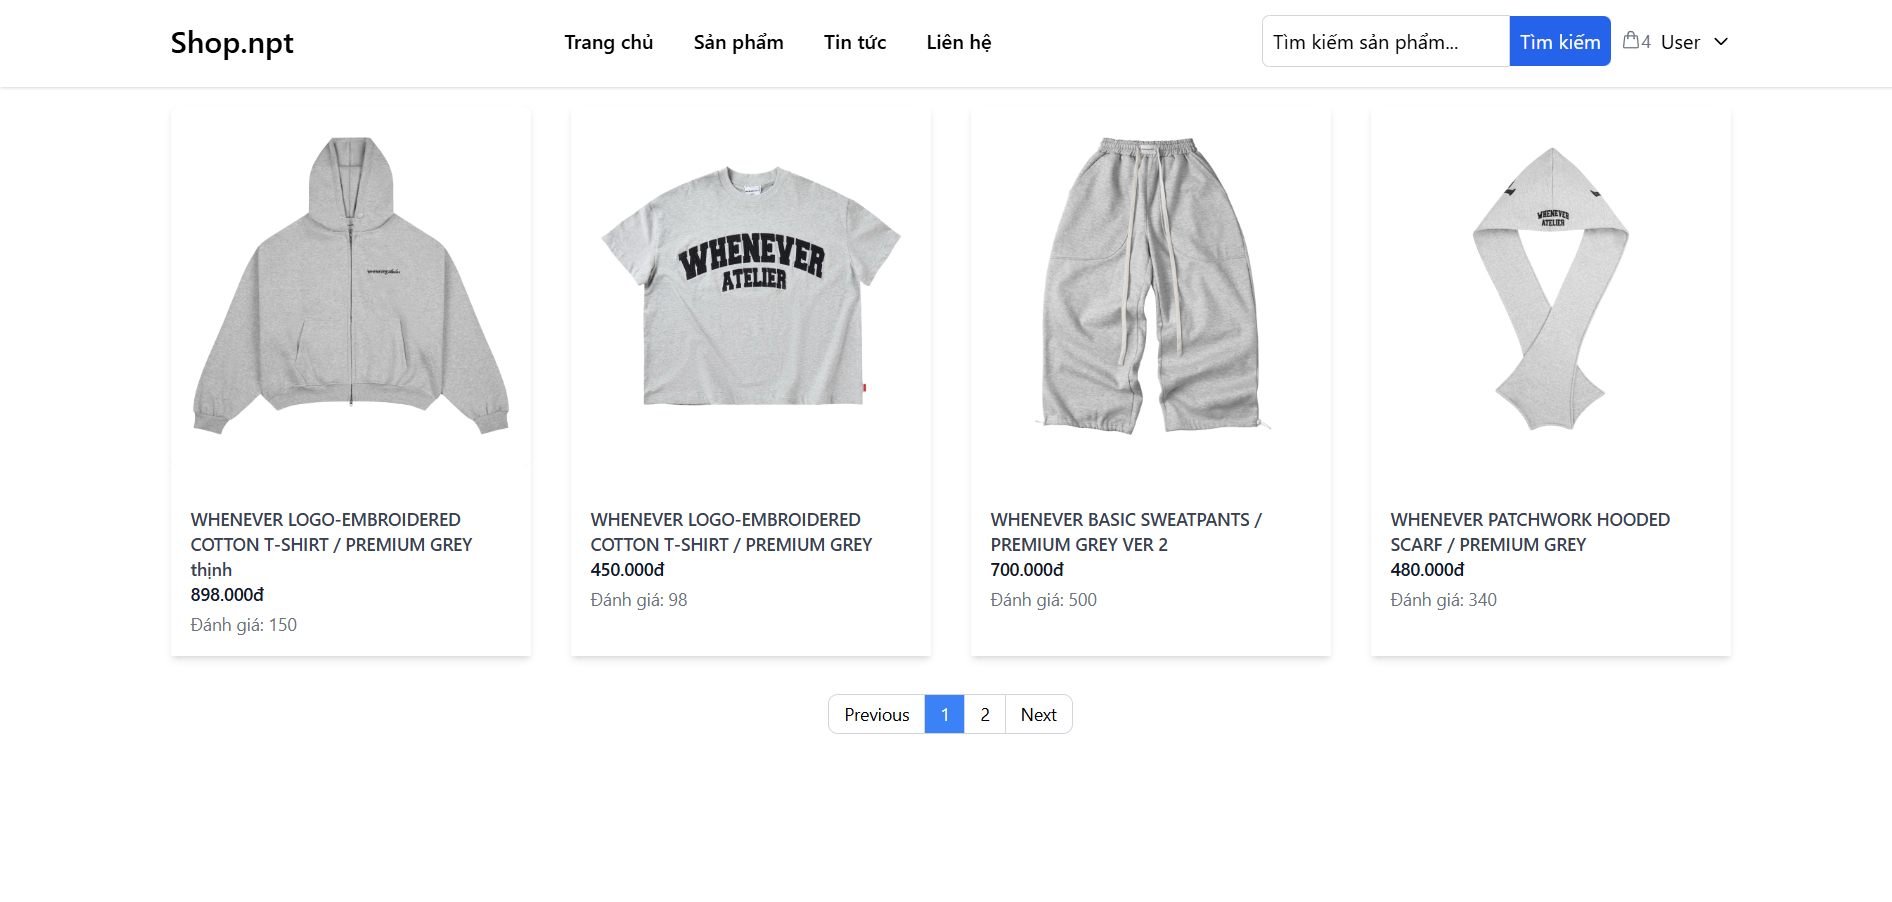 Shop.npt
Trang chủ
Sản phẩm
Tin tức
Liên hệ
Tìm kiếm sản phẩm...
Tìm kiếm
4
User
WHENEVER
ATELIER
WHENEVER
ATELIER
WHENEVER LOGO-EMBROIDERED
COTTON T-SHIRT / PREMIUM GREY
thịnh
898.000đ
Đánh giá: 150
WHENEVER LOGO-EMBROIDERED
COTTON T-SHIRT / PREMIUM GREY
450.000đ
Đánh giá: 98
WHENEVER BASIC SWEATPANTS /
PREMIUM GREY VER 2
700.000đ
Đánh giá: 500
WHENEVER PATCHWORK HOODED
SCARF / PREMIUM GREY
480.000đ
Đánh giá: 340
Previous
1
2
Next